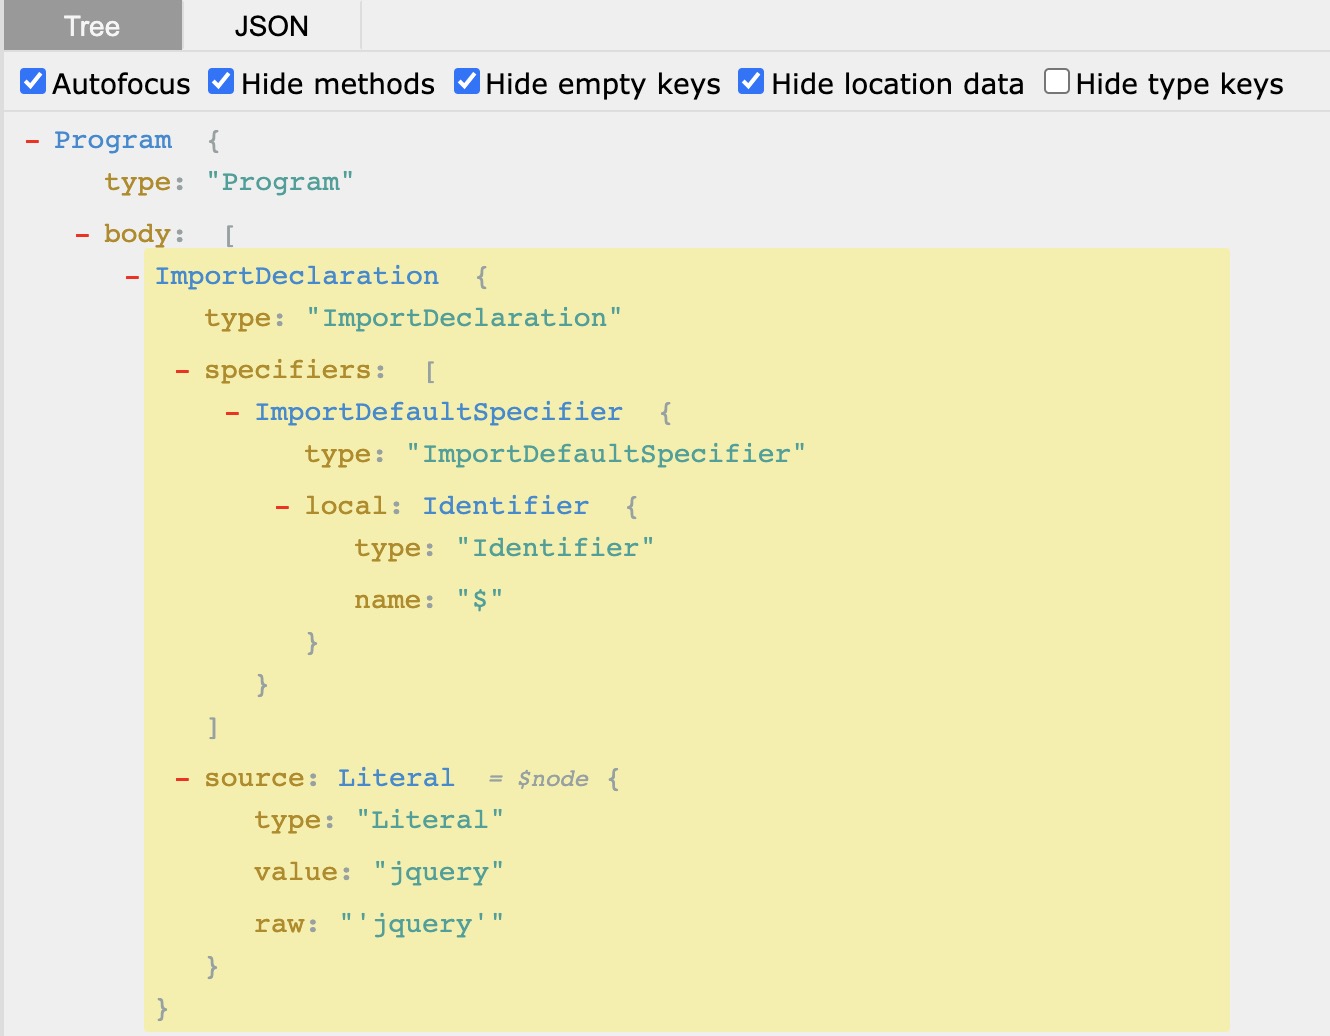 Tree JSON
Autofocus Hide methods Hide empty keys Hide location data Hide type keys
- Program {
type: "Program"
- body: [
- ImportDeclaration {
type: "ImportDeclaration"
- specifiers: [
- ImportDefaultSpecifier {
type: "ImportDefaultSpecifier"
- local: Identifier {
type: "Identifier"
name: "$"
}
}
]
- source: Literal = $node {
type: "Literal"
value: "jquery"
raw: "'jquery'"
}
}